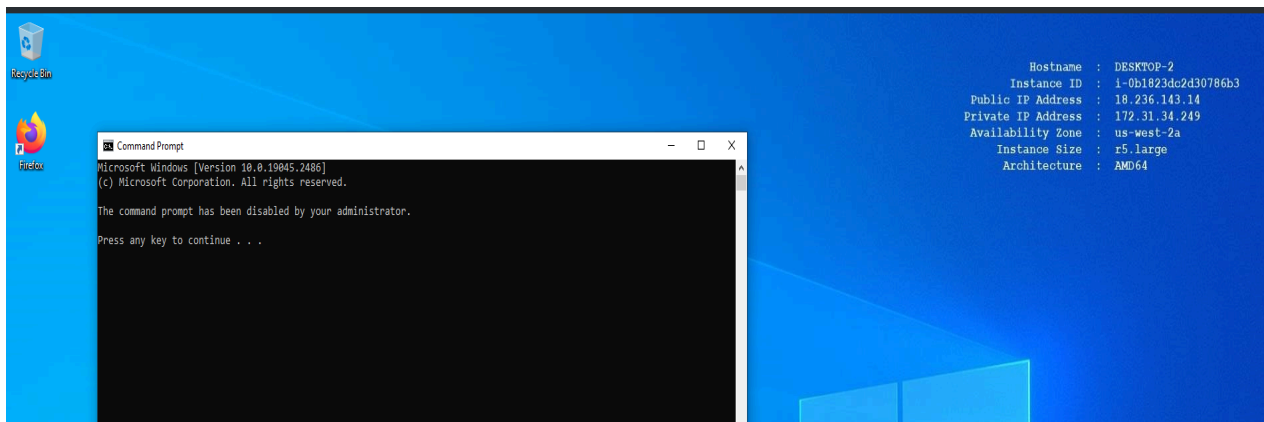 Recycle Bin
Firefox
Command Prompt
Microsoft Windows [Version 10.0.19045.2486]
(c) Microsoft Corporation. All rights reserved.
The command prompt has been disabled by your administrator.
Press any key to continue . . .
Hostname : DESKTOP-2
Instance ID : i-0b1823dc2d30786b3
Public IP Address : 18.236.143.14
Private IP Address : 172.31.34.249
Availability Zone : us-west-2a
Instance Size : r5.large
Architecture : AMD64